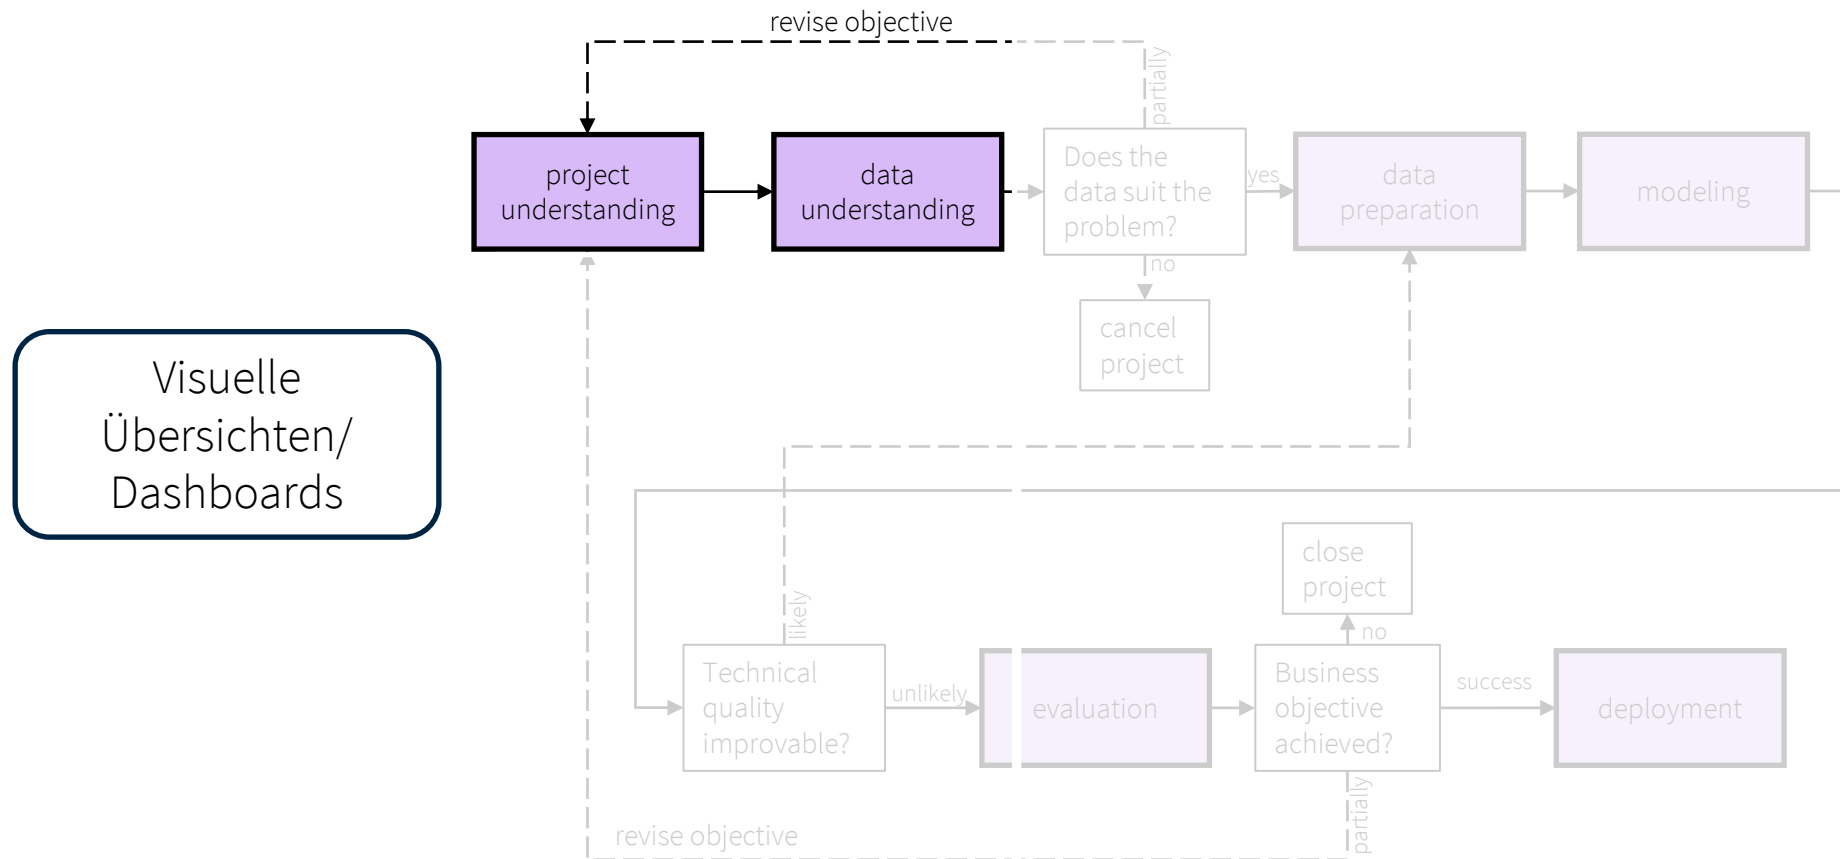 revise objective
partially
project
understanding
data
understanding
Does the
data suit the
problem?
yes
data
preparation
modeling
no
cancel
project
Visuelle
Übersichten/
Dashboards
close
project
likely
no
Technical
quality
improvable?
unlikely
evaluation
Business
objective
achieved?
success
deployment
partially
revise objective